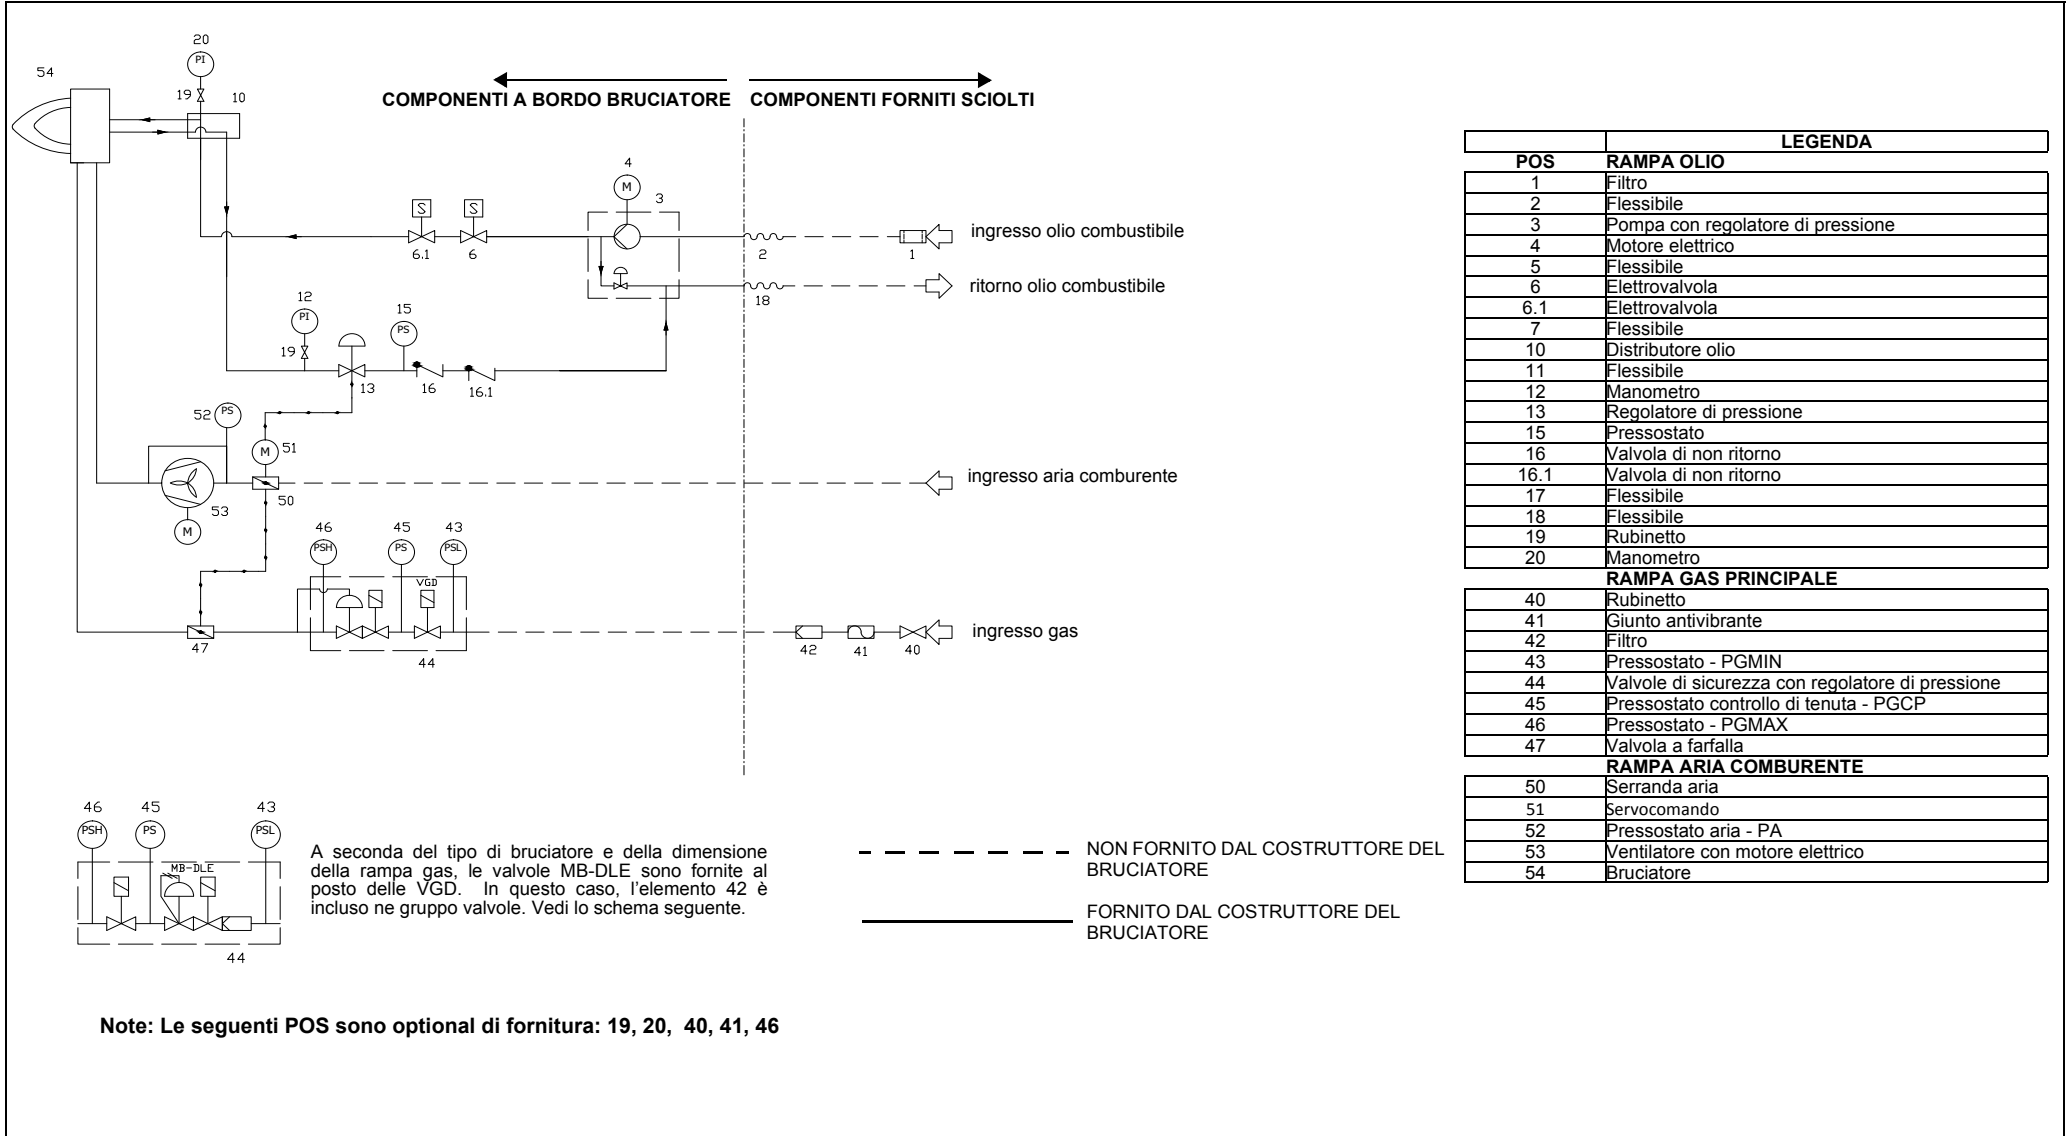 20
PI
54
19
10
COMPONENTI A BORDO BRUCIATORE
COMPONENTI FORNITI SCIOLTI
4
M
3
S
S
6.1
6
2
1
ingresso olio combustibile
18
ritorno olio combustibile
12
PI
19
15
PS
13
16
16.1
52
PS
51
M
53
M
50
ingresso aria comburente
46
45
43
PSH
PS
PSL
VGD
47
44
42
41
40
ingresso gas
46
45
43
PSH
PS
PSL
MB-DLE
44
A seconda del tipo di bruciatore e della dimensione
della rampa gas, le valvole MB-DLE sono fornite al
posto delle VGD. In questo caso, l'elemento 42 è
incluso ne gruppo valvole. Vedi lo schema seguente.
NON FORNITO DAL COSTRUTTORE DEL
BRUCIATORE
FORNITO DAL COSTRUTTORE DEL
BRUCIATORE
Note: Le seguenti POS sono optional di fornitura: 19, 20, 40, 41, 46
LEGENDA
POS RAMPA OLIO
1 Filtro
2 Flessibile
3 Pompa con regolatore di pressione
4 Motore elettrico
5 Flessibile
6 Elettrovalvola
6.1 Elettrovalvola
7 Flessibile
10 Distributore olio
11 Flessibile
12 Manometro
13 Regolatore di pressione
15 Pressostato
16 Valvola di non ritorno
16.1 Valvola di non ritorno
17 Flessibile
18 Flessibile
19 Rubinetto
20 Manometro
RAMPA GAS PRINCIPALE
40 Rubinetto
41 Giunto antivibrante
42 Filtro
43 Pressostato - PGMIN
44 Valvole di sicurezza con regolatore di pressione
45 Pressostato controllo di tenuta - PGCP
46 Pressostato - PGMAX
47 Valvola a farfalla
RAMPA ARIA COMBURENTE
50 Serranda aria
51 Servocomando
52 Pressostato aria - PA
53 Ventilatore con motore elettrico
54 Bruciatore